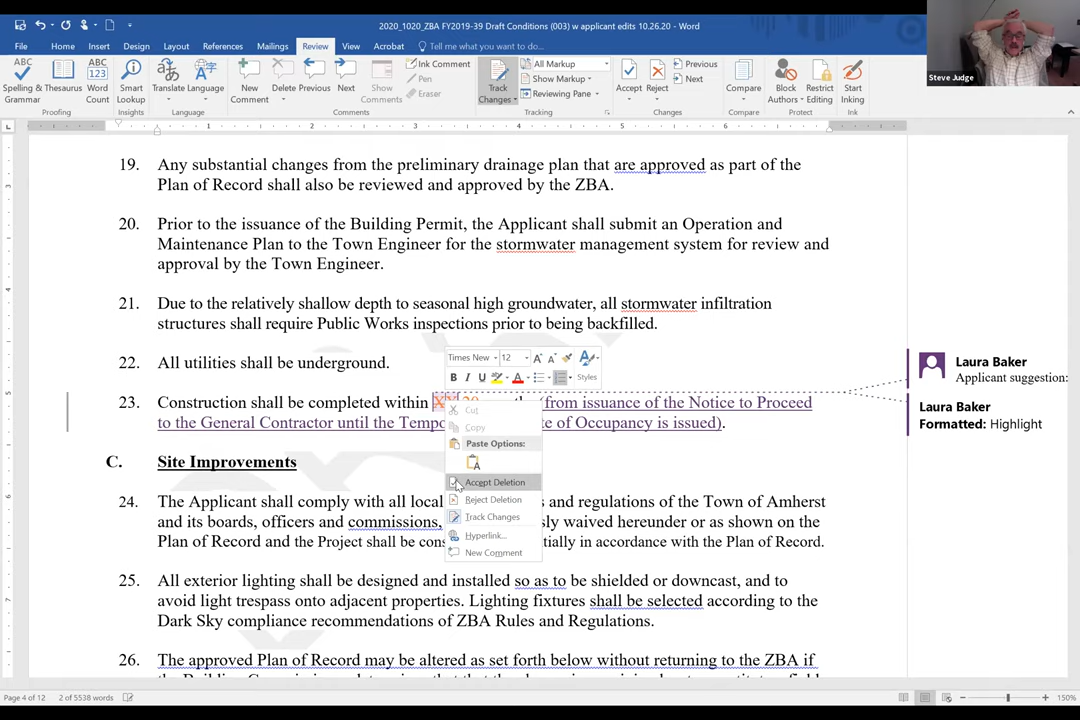 2020_1020_ZBA FY2019-39 Draft Conditions (003) w applicant edits 10.26.20 - Word
File Home Insert Draw Design Layout References Mailings Review View Acrobat Tell me what you want to do...
Steve Judge
Spelling & Grammar
Thesaurus
Word Count
Smart Lookup
Translate
Language
New Comment
Delete
Previous
Next
Show Comments
Ink Comment
Pen
Eraser
Track Changes
All Markup
Show Markup
Reviewing Pane
Accept
Reject
Previous
Next
Compare
Block Authors
Restrict Editing
Start Inking
Proofing Insights Language Comments Tracking Changes Compare Protect Ink
19. Any substantial changes from the preliminary drainage plan that are approved as part of the
Plan of Record shall also be reviewed and approved by the ZBA.
20. Prior to the issuance of the Building Permit, the Applicant shall submit an Operation and
Maintenance Plan to the Town Engineer for the stormwater management system for review and
approval by the Town Engineer.
21. Due to the relatively shallow depth to seasonal high groundwater, all stormwater infiltration
structures shall require Public Works inspections prior to being backfilled.
22. All utilities shall be underground.
Times New 12
B I U Styles
23. Construction shall be completed within (from issuance of the Notice to Proceed
to the General Contractor until the of Occupancy is issued).
Cut
Copy
Paste Options:
Accept Deletion
Reject Deletion
Track Changes
Hyperlink...
New Comment
Laura Baker
Applicant suggestion:
Laura Baker
Formatted: Highlight
C. Site Improvements
24. The Applicant shall comply with all local and regulations of the Town of Amherst
and its boards, officers and commissions, waived hereunder or as shown on the
Plan of Record and the Project shall be in accordance with the Plan of Record.
25. All exterior lighting shall be designed and installed so as to be shielded or downcast, and to
avoid light trespass onto adjacent properties. Lighting fixtures shall be selected according to the
Dark Sky compliance recommendations of ZBA Rules and Regulations.
26. The approved Plan of Record may be altered as set forth below without returning to the ZBA if
Page 4 of 12 2 of 5538 words 150%